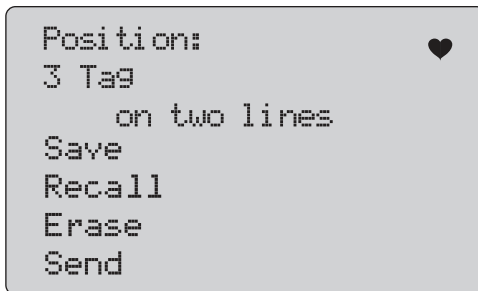 Position:
3 Tag
on two lines
Save
Recall
Erase
Send